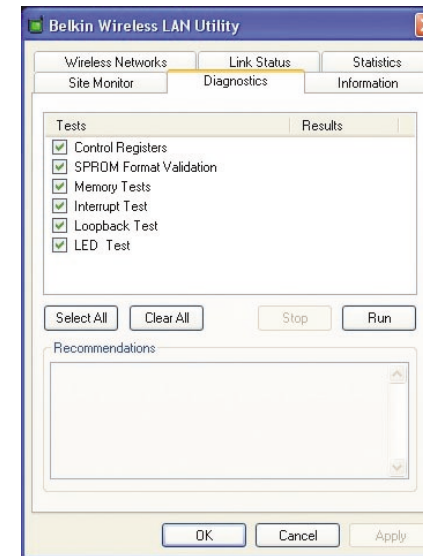 Belkin Wireless LAN Utility
Wireless Networks Link Status Statistics
Site Monitor Diagnostics Information
Tests Results
Control Registers
SPROM Format Validation
Memory Tests
Interrupt Test
Loopback Test
LED Test
Select All Clear All Stop Run
Recommendations
OK Cancel Apply